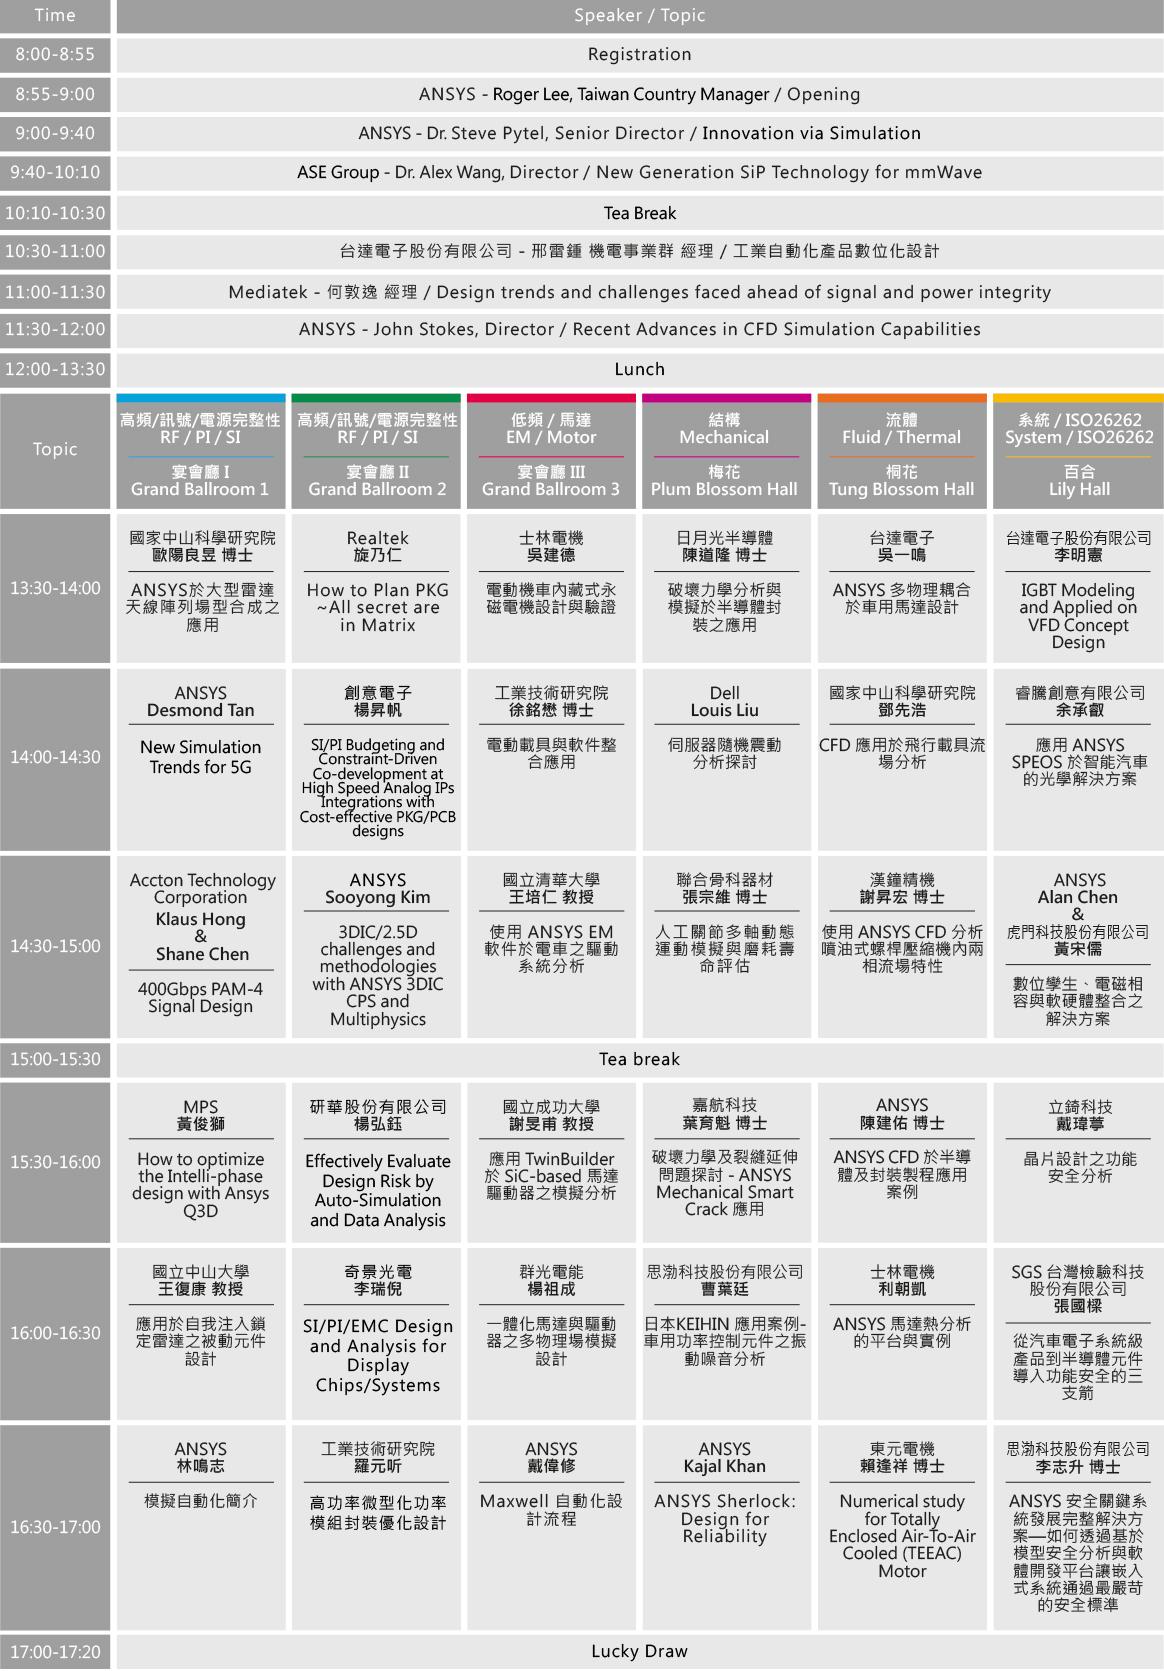 Time
Speaker / Topic
8:00-8:55
Registration
8:55-9:00
ANSYS - Roger Lee, Taiwan Country Manager / Opening
9:00-9:40
ANSYS - Dr. Steve Pytel, Senior Director / Innovation via Simulation
9:40-10:10
ASE Group - Dr. Alex Wang, Director / New Generation SiP Technology for mmWave
10:10-10:30
Tea Break
10:30-11:00
台達電子股份有限公司 - 邢雷鍾 機電事業群 經理 / 工業自動化產品數位化設計
11:00-11:30
Mediatek - 何敦逸 經理 / Design trends and challenges faced ahead of signal and power integrity
11:30-12:00
ANSYS - John Stokes, Director / Recent Advances in CFD Simulation Capabilities
12:00-13:30
Lunch
Topic
高頻/訊號/電源完整性
RF / PI / SI
宴會廳 I
Grand Ballroom 1
高頻/訊號/電源完整性
RF / PI / SI
宴會廳 II
Grand Ballroom 2
低頻 / 馬達
EM / Motor
宴會廳 III
Grand Ballroom 3
結構
Mechanical
梅花
Plum Blossom Hall
流體
Fluid / Thermal
桐花
Tung Blossom Hall
系統 / ISO26262
System / ISO26262
百合
Lily Hall
13:30-14:00
國家中山科學研究院
歐陽良昱 博士
ANSYS於大型雷達
天線陣列場型合成之
應用
Realtek
旋乃仁
How to Plan PKG
~All secret are
in Matrix
士林電機
吳建德
電動機車內藏式永
磁電機設計與驗證
日月光半導體
陳道隆 博士
破壞力學分析與
模擬於半導體封
裝之應用
台達電子
吳一鳴
ANSYS 多物理耦合
於車用馬達設計
台達電子股份有限公司
李明憲
IGBT Modeling
and Applied on
VFD Concept
Design
14:00-14:30
ANSYS
Desmond Tan
New Simulation
Trends for 5G
創意電子
楊昇帆
SI/PI Budgeting and
Constraint-Driven
Co-development at
High Speed Analog IPs
Integrations with
Cost-effective PKG/PCB
designs
工業技術研究院
徐銘懋 博士
電動載具與軟件整
合應用
Dell
Louis Liu
伺服器隨機震動
分析探討
國家中山科學研究院
鄧先浩
CFD 應用於飛行載具流
場分析
睿騰創意有限公司
余承叡
應用 ANSYS
SPEOS 於智能汽車
的光學解決方案
14:30-15:00
Accton Technology
Corporation
Klaus Hong
&
Shane Chen
400Gbps PAM-4
Signal Design
ANSYS
Sooyong Kim
3DIC/2.5D
challenges and
methodologies
with ANSYS 3DIC
CPS and
Multiphysics
國立清華大學
王培仁 教授
使用 ANSYS EM
軟件於電車之驅動
系統分析
聯合骨科器材
張宗維 博士
人工關節多軸動態
運動模擬與磨耗壽
命評估
漢鐘精機
謝昇宏 博士
使用 ANSYS CFD 分析
噴油式螺桿壓縮機內兩
相流場特性
ANSYS
Alan Chen
&
虎門科技股份有限公司
黃宋儒
數位孿生、電磁相
容與軟硬體整合之
解決方案
15:00-15:30
Tea break
15:30-16:00
MPS
黃俊獅
How to optimize
the Intelli-phase
design with Ansys
Q3D
研華股份有限公司
楊弘鈺
Effectively Evaluate
Design Risk by
Auto-Simulation
and Data Analysis
國立成功大學
謝旻甫 教授
應用 TwinBuilder
於 SiC-based 馬達
驅動器之模擬分析
嘉航科技
葉育魁 博士
破壞力學及裂縫延伸
問題探討 - ANSYS
Mechanical Smart
Crack 應用
ANSYS
陳建佑 博士
ANSYS CFD 於半導
體及封裝製程應用
案例
立錡科技
戴瑋葶
晶片設計之功能
安全分析
16:00-16:30
國立中山大學
王復康 教授
應用於自我注入鎖
定雷達之被動元件
設計
奇景光電
李瑞倪
SI/PI/EMC Design
and Analysis for
Display
Chips/Systems
群光電能
楊祖成
一體化馬達與驅動
器之多物理場模擬
設計
思渤科技股份有限公司
曹葉廷
日本KEIHIN 應用案例-
車用功率控制元件之振
動噪音分析
士林電機
利朝凱
ANSYS 馬達熱分析
的平台與實例
SGS 台灣檢驗科技
股份有限公司
張國樑
從汽車電子系統級
產品到半導體元件
導入功能安全的三
支箭
16:30-17:00
ANSYS
林鳴志
模擬自動化簡介
工業技術研究院
羅元听
高功率微型化功率
模組封裝優化設計
ANSYS
戴偉修
Maxwell 自動化設
計流程
ANSYS
Kajal Khan
ANSYS Sherlock:
Design for
Reliability
東元電機
賴逢祥 博士
Numerical study
for Totally
Enclosed Air-To-Air
Cooled (TEEAC)
Motor
思渤科技股份有限公司
李志升 博士
ANSYS 安全關鍵系
統發展完整解決方
案—如何透過基於
模型安全分析與軟
體開發平台讓嵌入
式系統通過最嚴苛
的安全標準
17:00-17:20
Lucky Draw